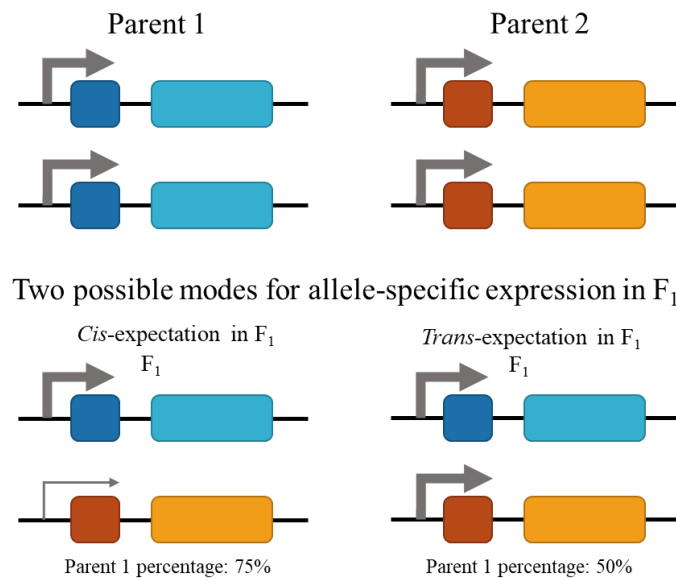 Parent 1
Parent 2
Two possible modes for allele-specific expression in F₁
Cis-expectation in F₁
F₁
Trans-expectation in F₁
F₁
Parent 1 percentage: 75%
Parent 1 percentage: 50%